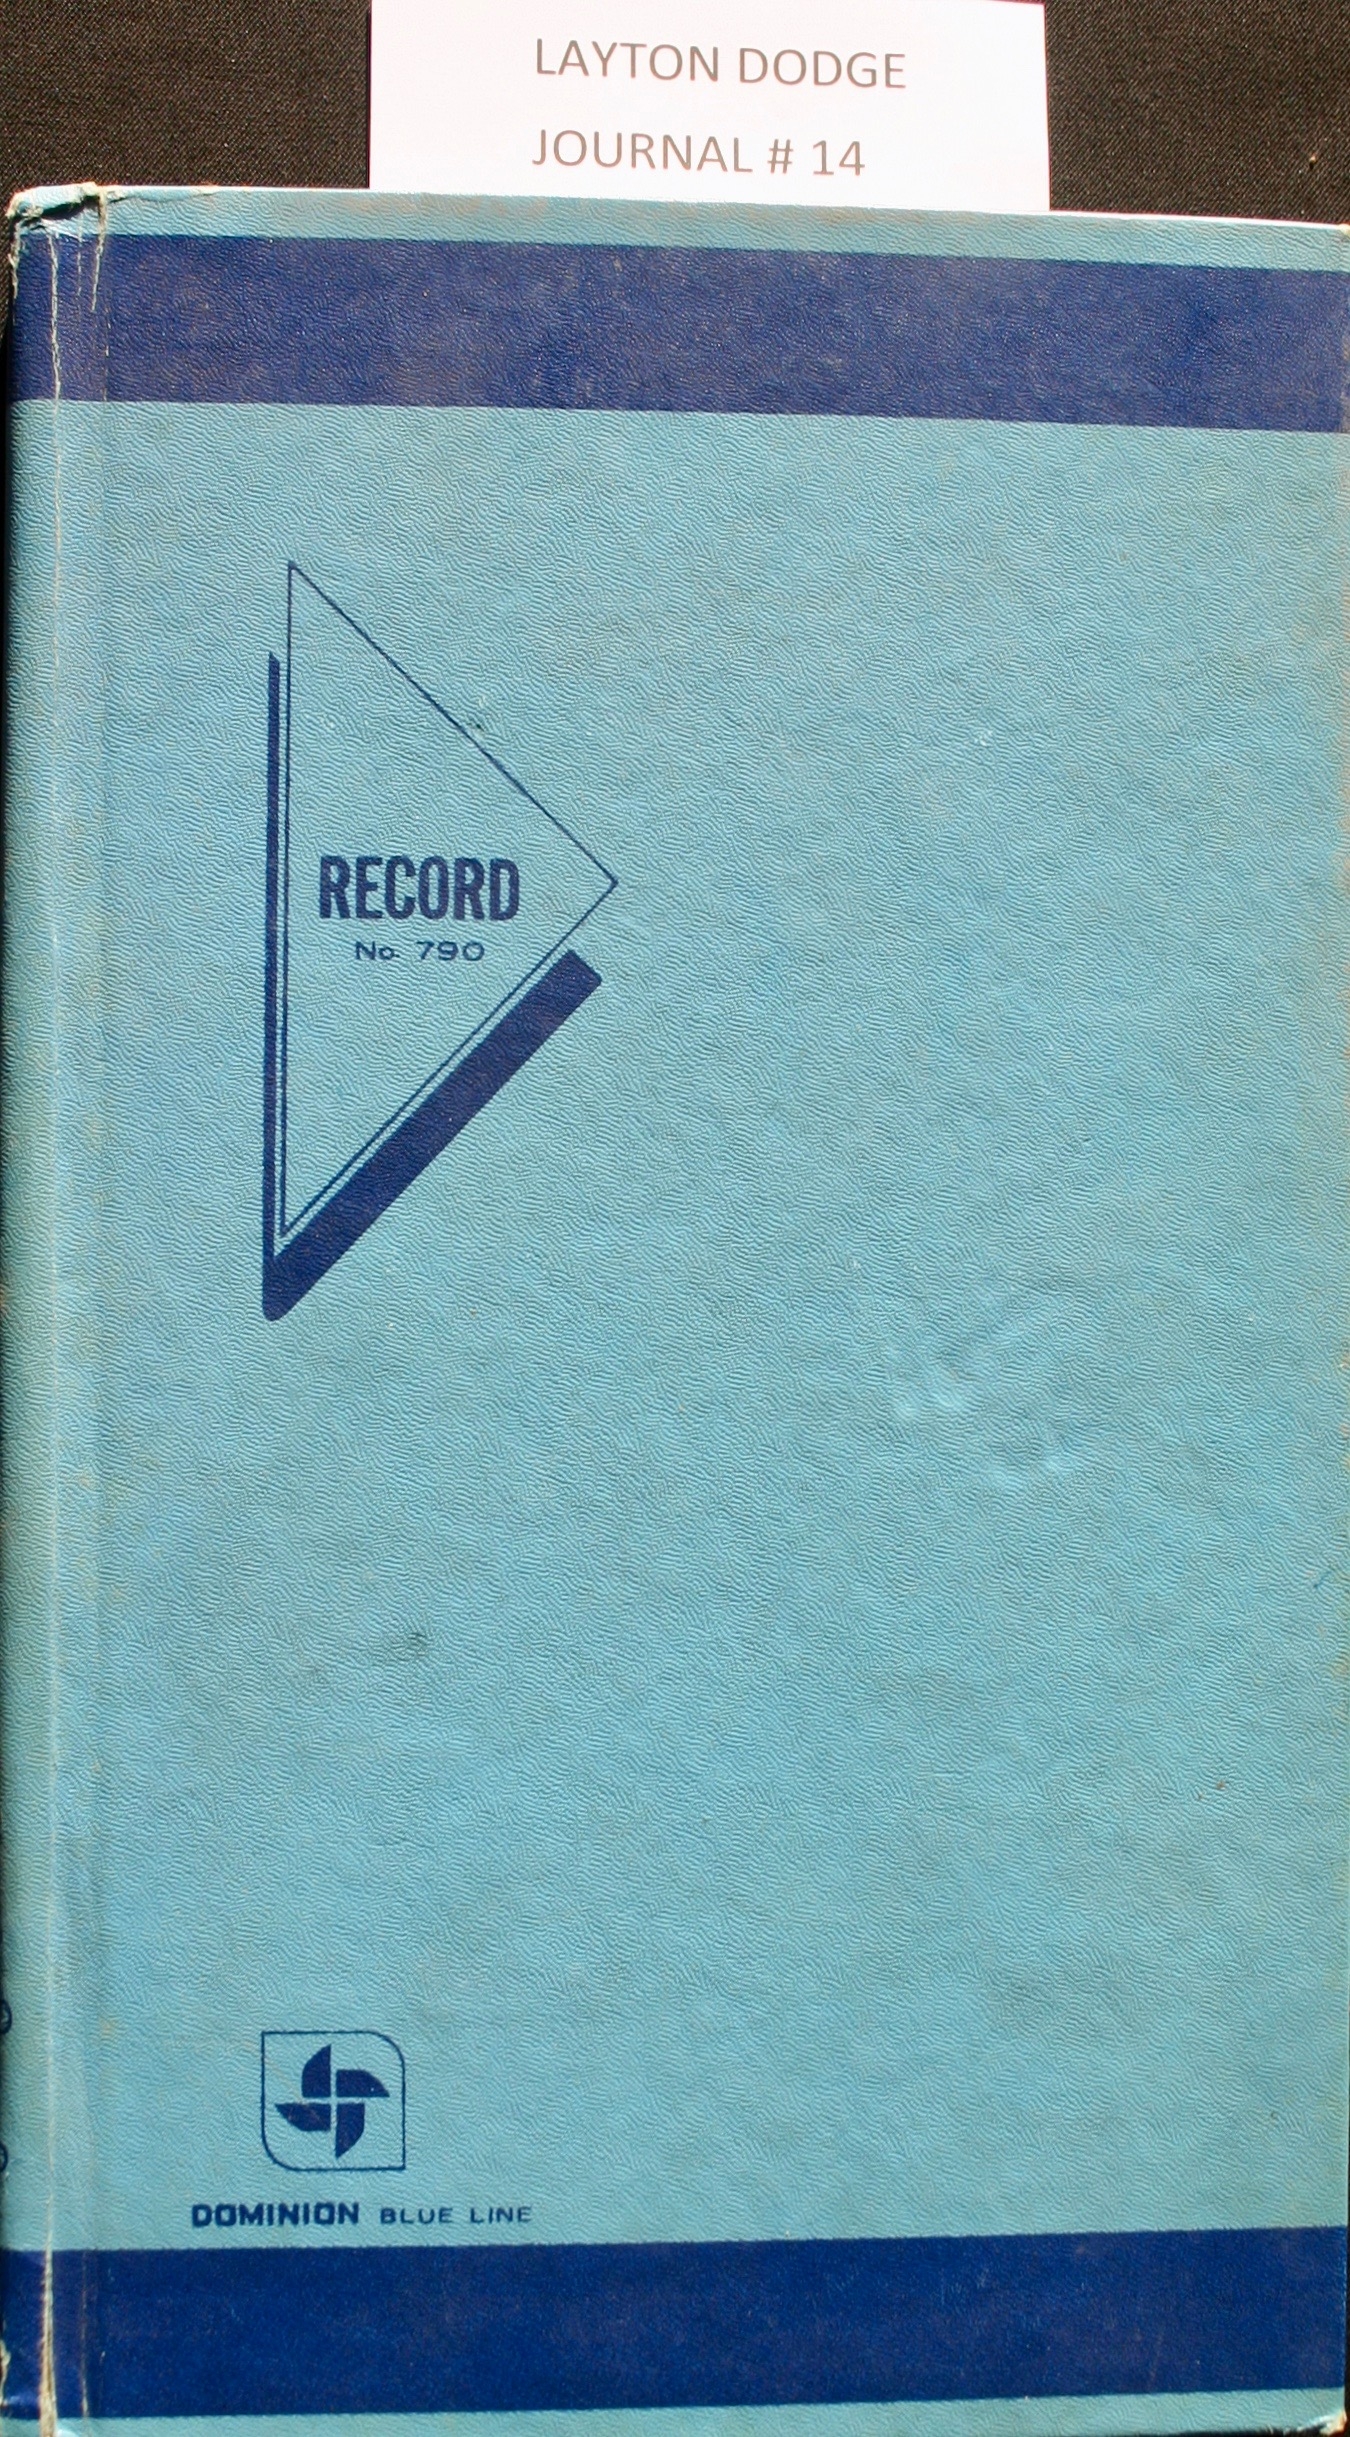 LAYTON DODGE
JOURNAL # 14
RECORD
No. 790
DOMINION BLUE LINE